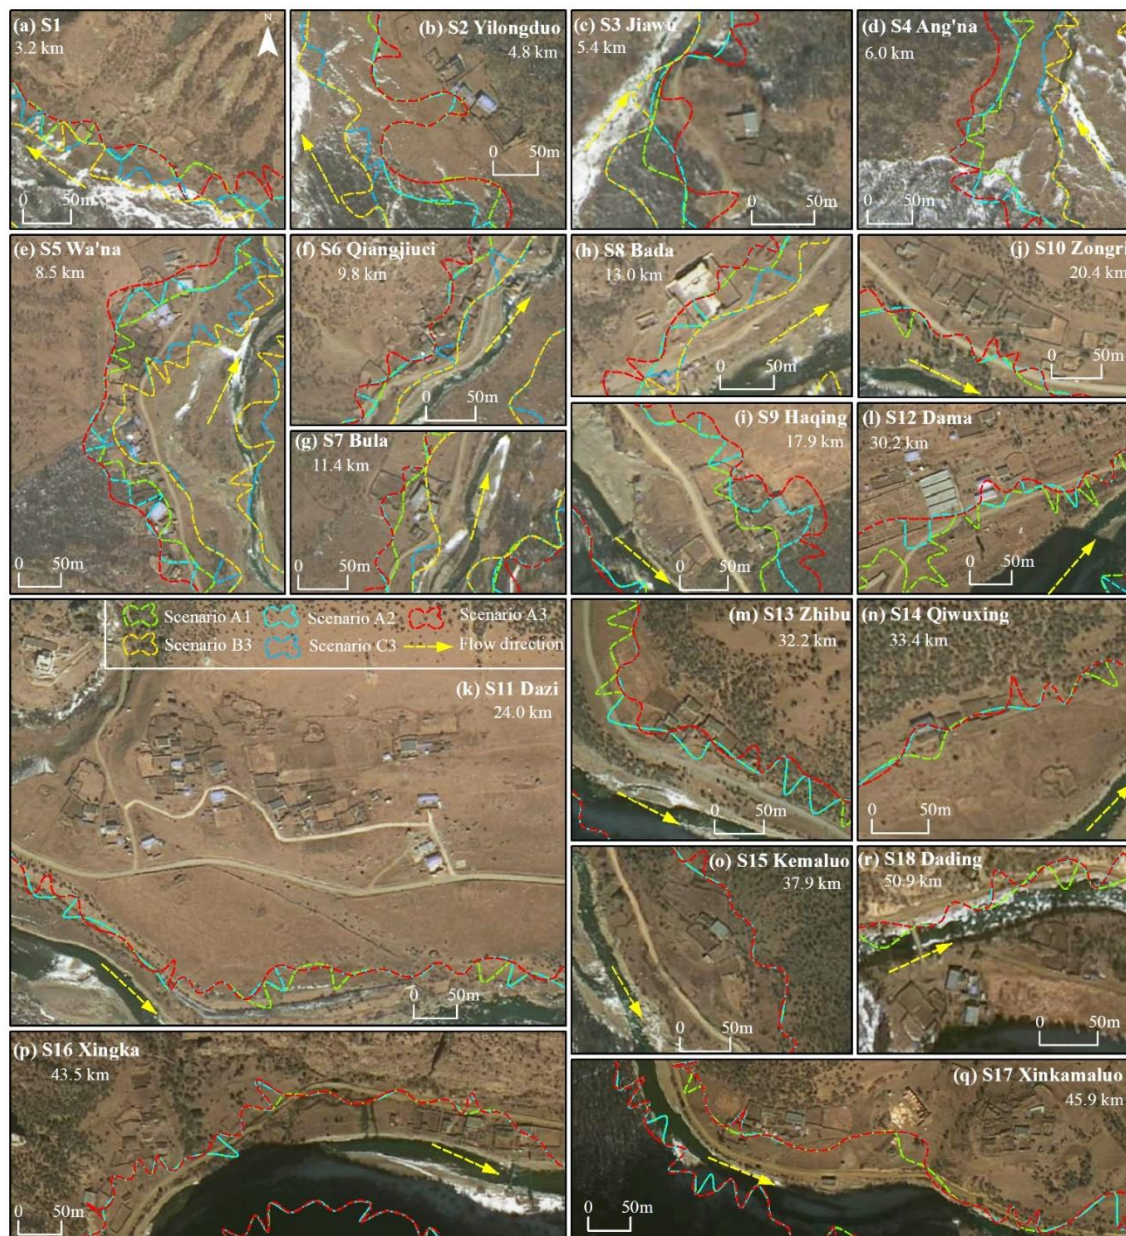 (a) S1
3.2 km
N
0 50m
(b) S2 Yilongduo
4.8 km
0 50m
(c) S3 Jiawu
5.4 km
0 50m
(d) S4 Ang'na
6.0 km
0 50m
(e) S5 Wa'na
8.5 km
0 50m
(f) S6 Qiangjiuci
9.8 km
0 50m
(g) S7 Bula
11.4 km
0 50m
(h) S8 Bada
13.0 km
0 50m
(j) S10 Zongri
20.4 km
0 50m
(i) S9 Haqing
17.9 km
0 50m
(l) S12 Dama
30.2 km
0 50m
Scenario A1 Scenario A2 Scenario A3
Scenario B3 Scenario C3 Flow direction
(k) S11 Dazi
24.0 km
0 50m
(m) S13 Zhibu
32.2 km
0 50m
(n) S14 Qiwuxing
33.4 km
0 50m
(o) S15 Kemaluo
37.9 km
0 50m
(r) S18 Dading
50.9 km
0 50m
(p) S16 Xingka
43.5 km
0 50m
(q) S17 Xinkamaluo
45.9 km
0 50m